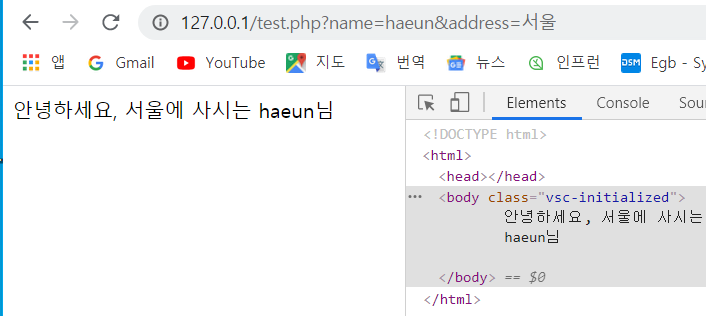 127.0.0.1/test.php?name=haeun&address=서울
앱 Gmail YouTube 지도 번역 뉴스 인프런 DSM Egb - Sy
안녕하세요, 서울에 사시는 haeun님
Elements Console Sou
<!DOCTYPE html>
<html>
<head></head>
<body class="vsc-initialized">
안녕하세요, 서울에 사시는
haeun님
</body> == $0
</html>